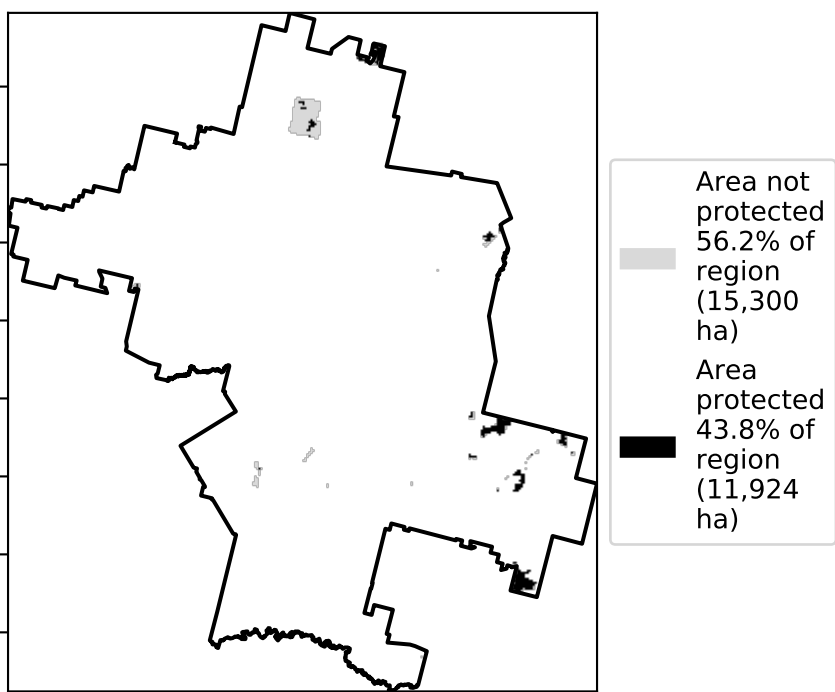 Area not
protected
56.2% of
region
(15,300
ha)
Area
protected
43.8% of
region
(11,924
ha)